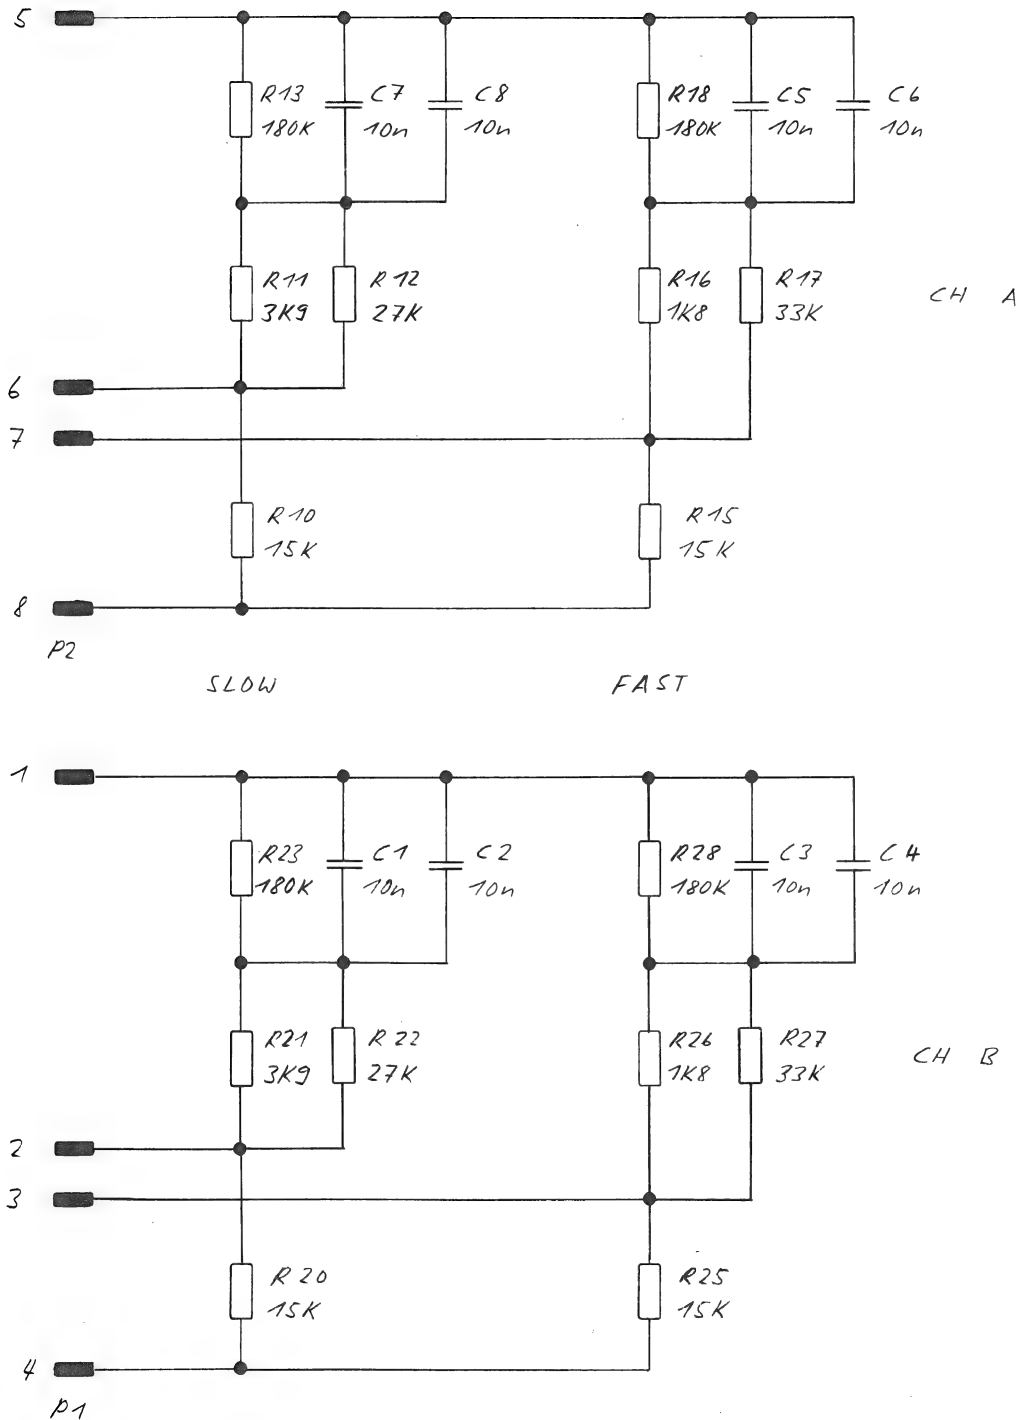 5
R13
180K
C7
10n
C8
10n
R18
180K
C5
10n
C6
10n
R11
3K9
R12
27K
R16
1K8
R17
33K
CH A
6
7
R10
15K
R15
15K
8
P2
SLOW FAST
1
R23
180K
C1
10n
C2
10n
R28
180K
C3
10n
C4
10n
R21
3K9
R22
27K
R26
1K8
R27
33K
CH B
2
3
R20
15K
R25
15K
4
P1